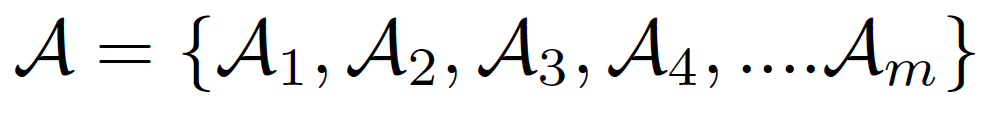 𝒜 = {𝒜₁, 𝒜₂, 𝒜₃, 𝒜₄, ....𝒜ₘ}